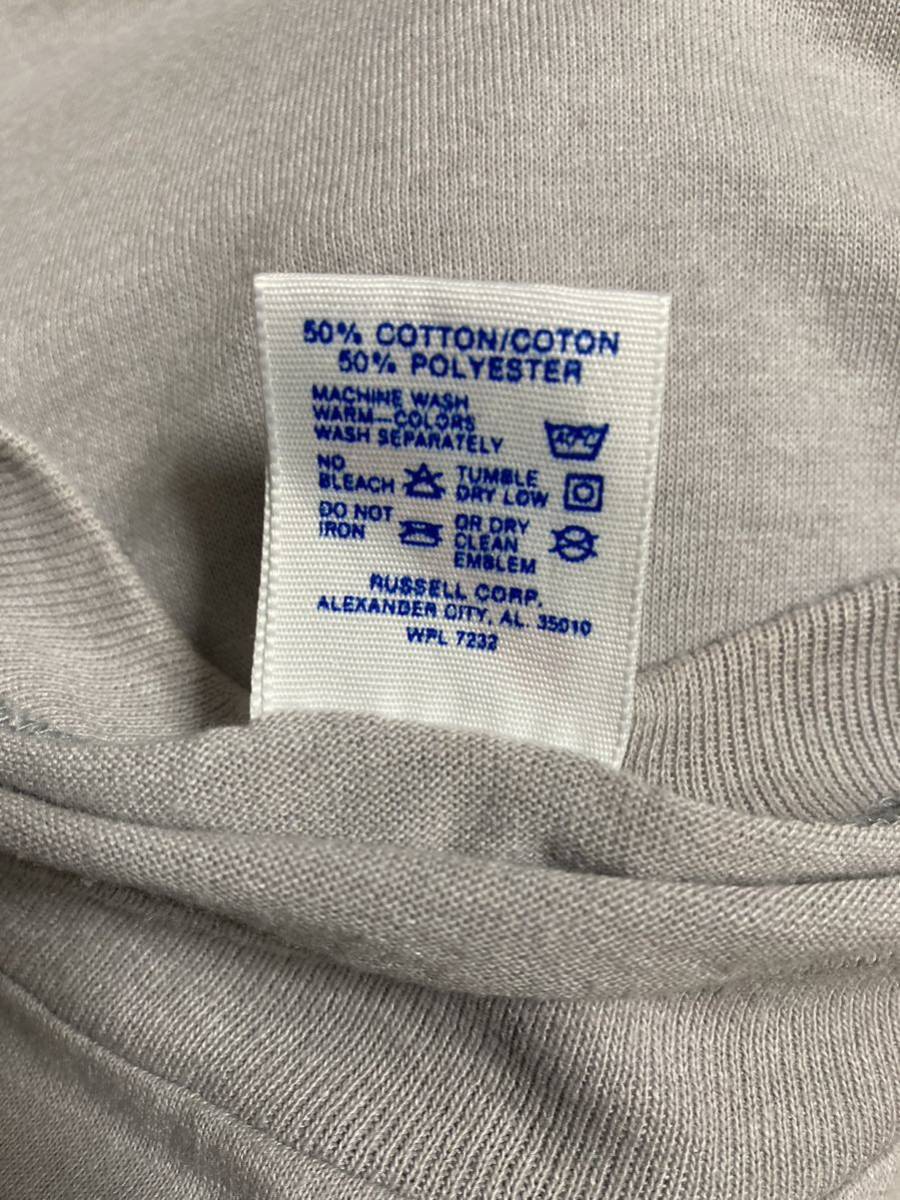 50% COTTON/COTON
50% POLYESTER
MACHINE WASH
WARM—COLORS
WASH SEPARATELY
40°C
NO
BLEACH
TUMBLE
DRY LOW
DO NOT
IRON
OR DRY
CLEAN
EMBLEM
RUSSELL CORP.
ALEXANDER CITY, AL 35010
WPL 7232